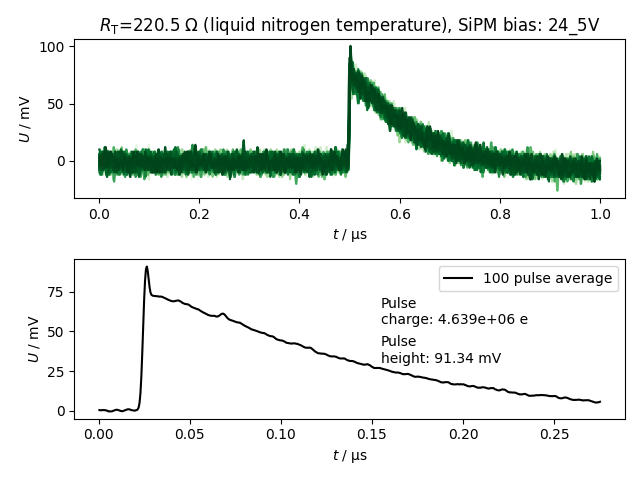 R_T=220.5 Ω (liquid nitrogen temperature), SiPM bias: 24_5V
100
50
0
U / mV
0.0 0.2 0.4 0.6 0.8 1.0
t / µs
100 pulse average
75
50
25
0
U / mV
Pulse
charge: 4.639e+06 e
Pulse
height: 91.34 mV
0.00 0.05 0.10 0.15 0.20 0.25
t / µs